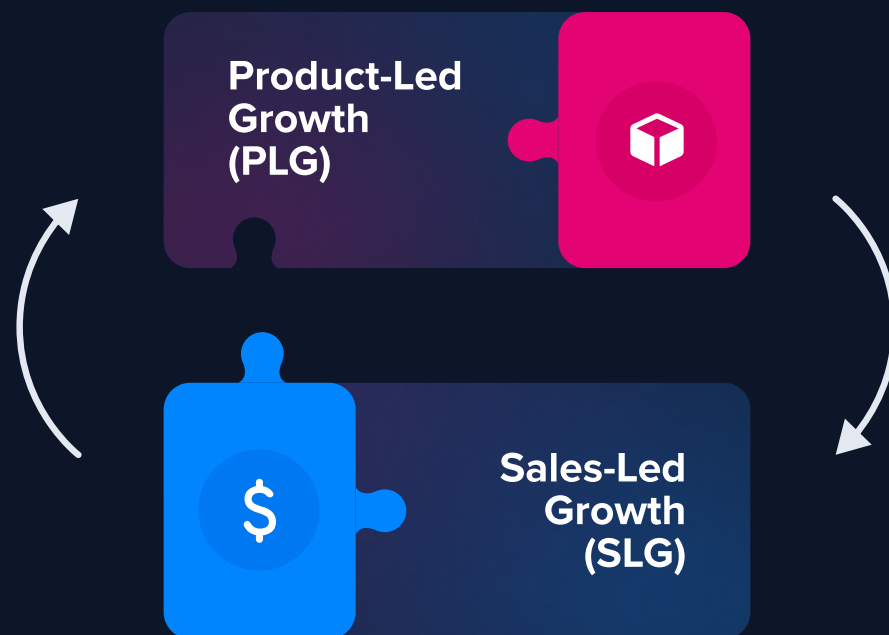 Product-Led
Growth
(PLG)
$
Sales-Led
Growth
(SLG)